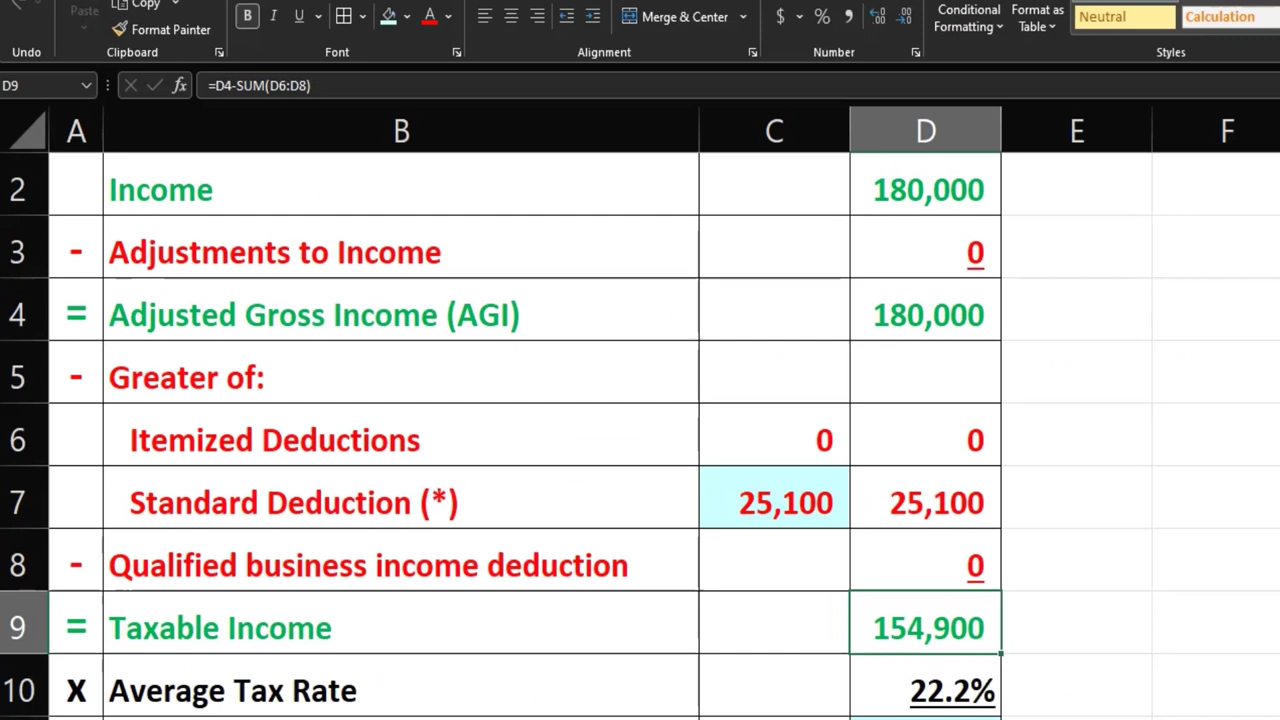 Paste
Copy
Format Painter
B I U A
Merge & Center
$ % 9
Conditional Formatting
Format as Table
Neutral
Calculation
Undo
Clipboard
Font
Alignment
Number
Styles
D9
fx
=D4-SUM(D6:D8)
A B C D E F
2 Income 180,000
3 - Adjustments to Income 0
4 = Adjusted Gross Income (AGI) 180,000
5 - Greater of:
6 Itemized Deductions 0 0
7 Standard Deduction (*) 25,100 25,100
8 - Qualified business income deduction 0
9 = Taxable Income 154,900
10 X Average Tax Rate 22.2%